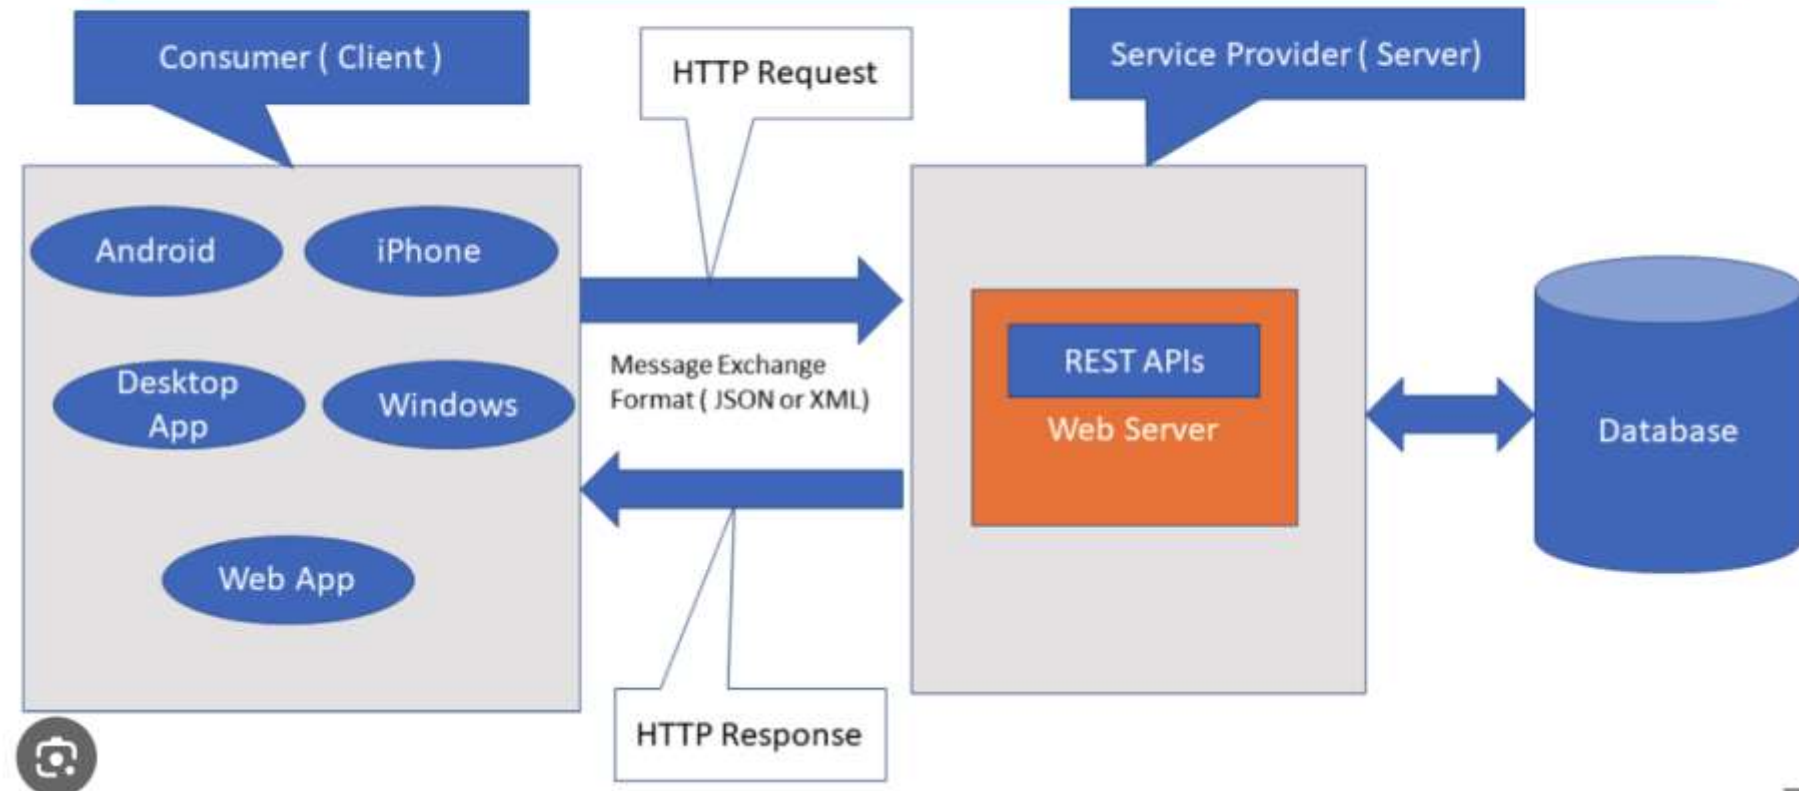 Consumer ( Client )
HTTP Request
Service Provider ( Server)
Android
iPhone
Desktop
App
Windows
Web App
Message Exchange
Format ( JSON or XML)
REST APIs
Web Server
Database
HTTP Response